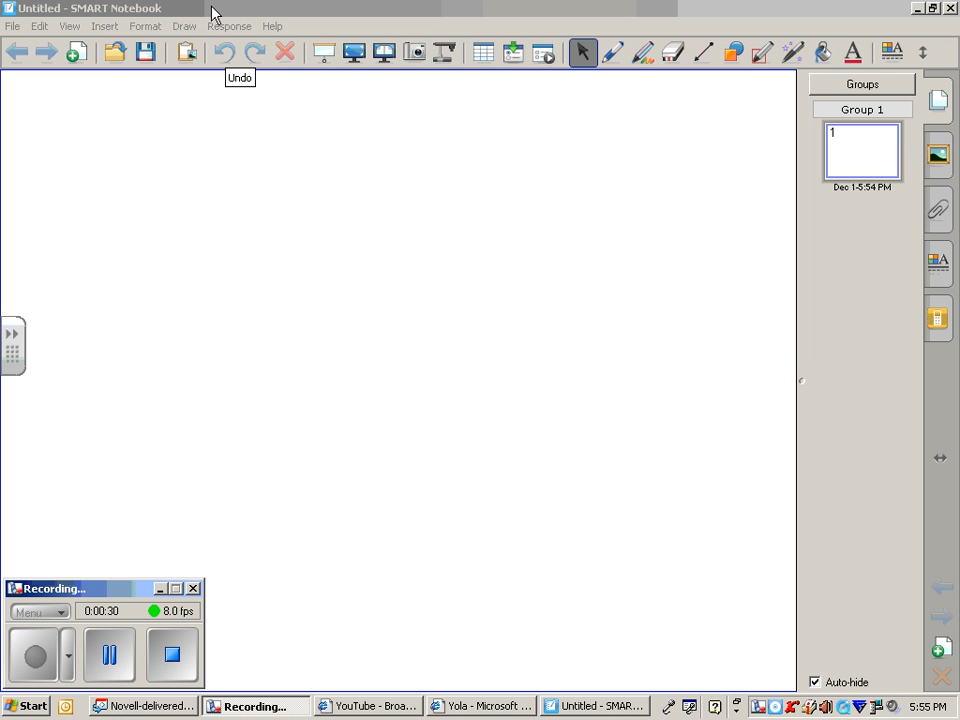 Untitled - SMART Notebook
File Edit View Insert Format Draw Response Help
Undo
Groups
Group 1
1
Dec 1-5:54 PM
Recording...
Menu
0:00:30
8.0 fps
Auto-hide
Start
Novell-delivered...
Recording...
YouTube - Broa...
Yola - Microsoft ...
Untitled - SMAR...
5:55 PM